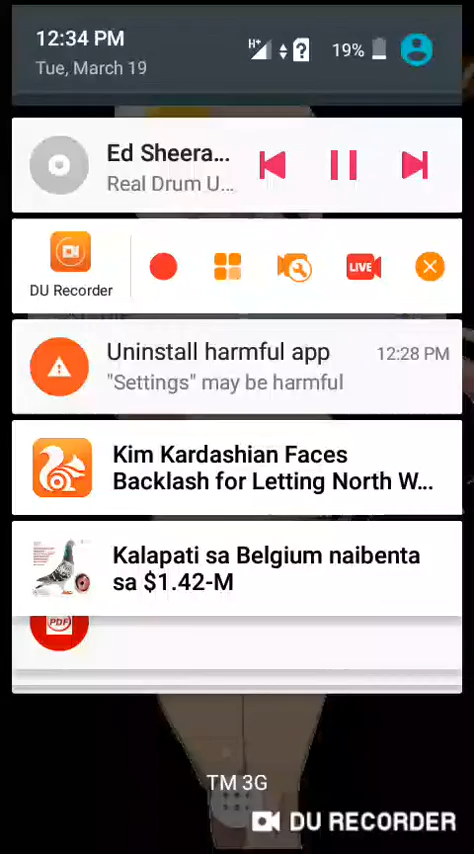 12:34 PM
Tue, March 19
H+
19%
Ed Sheera...
Real Drum U...
DU Recorder
LIVE
Uninstall harmful app
12:28 PM
"Settings" may be harmful
Kim Kardashian Faces
Backlash for Letting North W...
Kalapati sa Belgium naibenta
sa $1.42-M
PDF
TM 3G
DU RECORDER